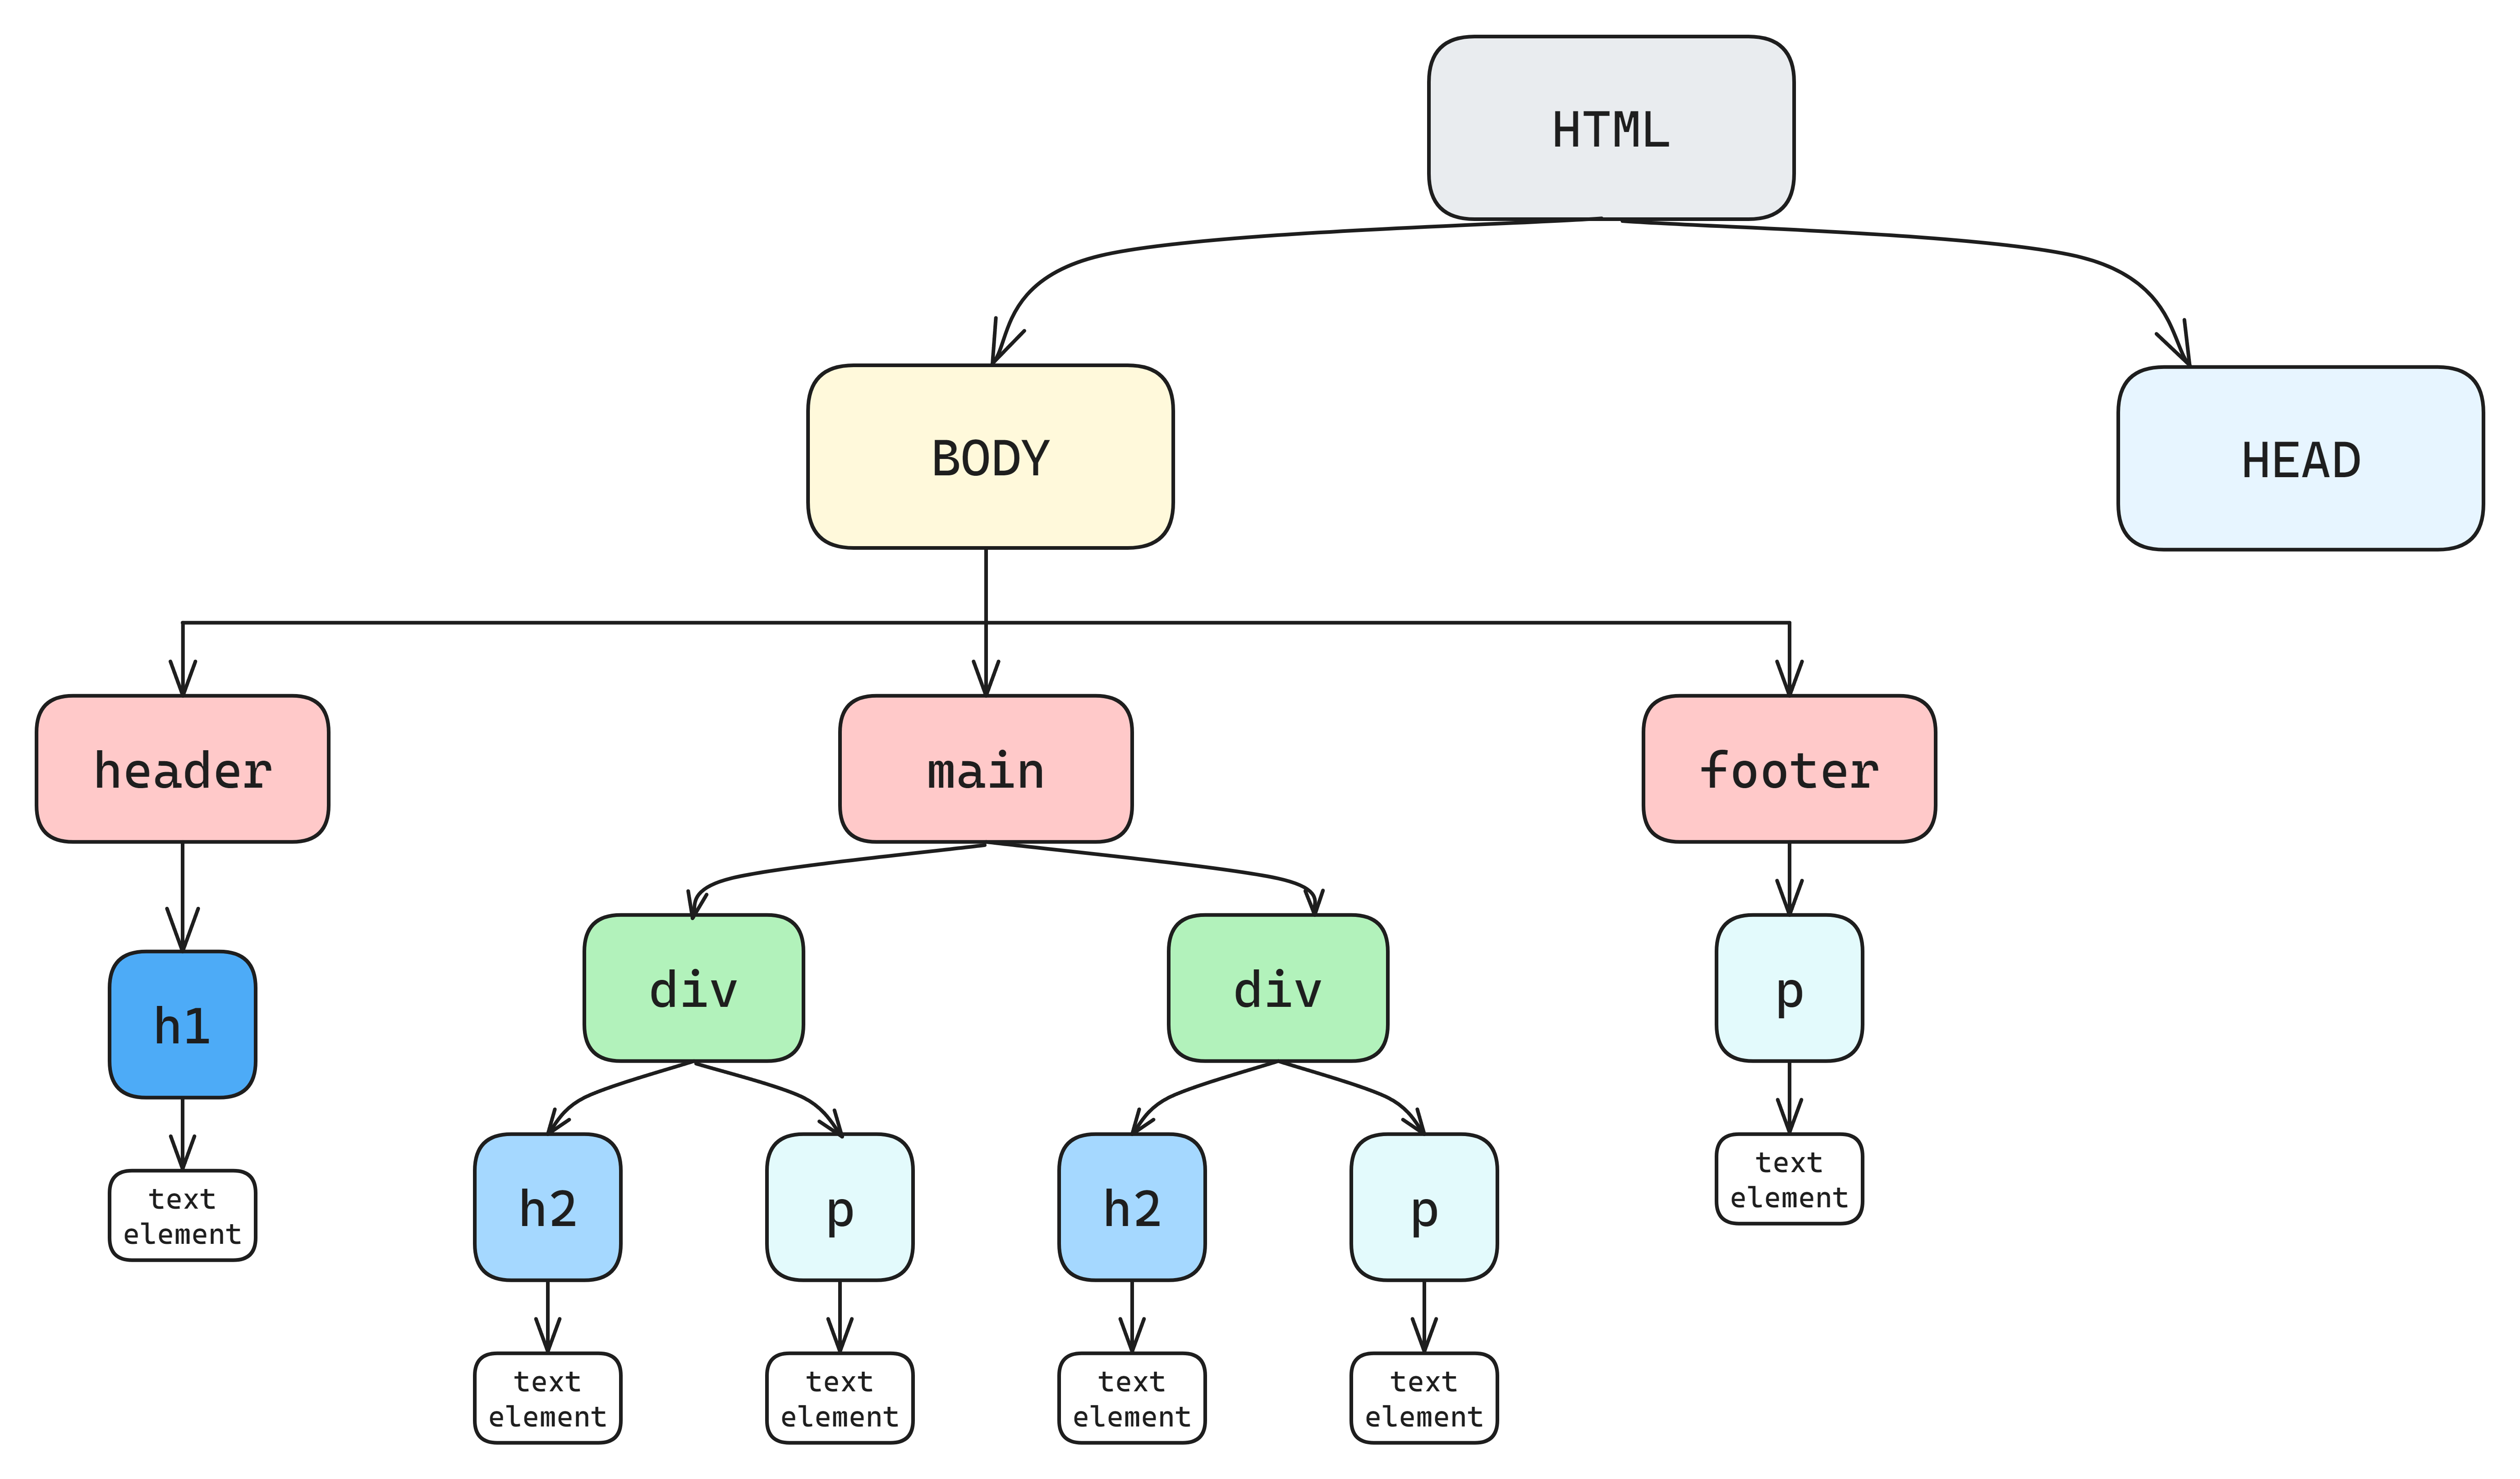 HTML
BODY
HEAD
header
main
footer
div
div
p
h1
h2
p
h2
p
text
element
text
element
text
element
text
element
text
element
text
element